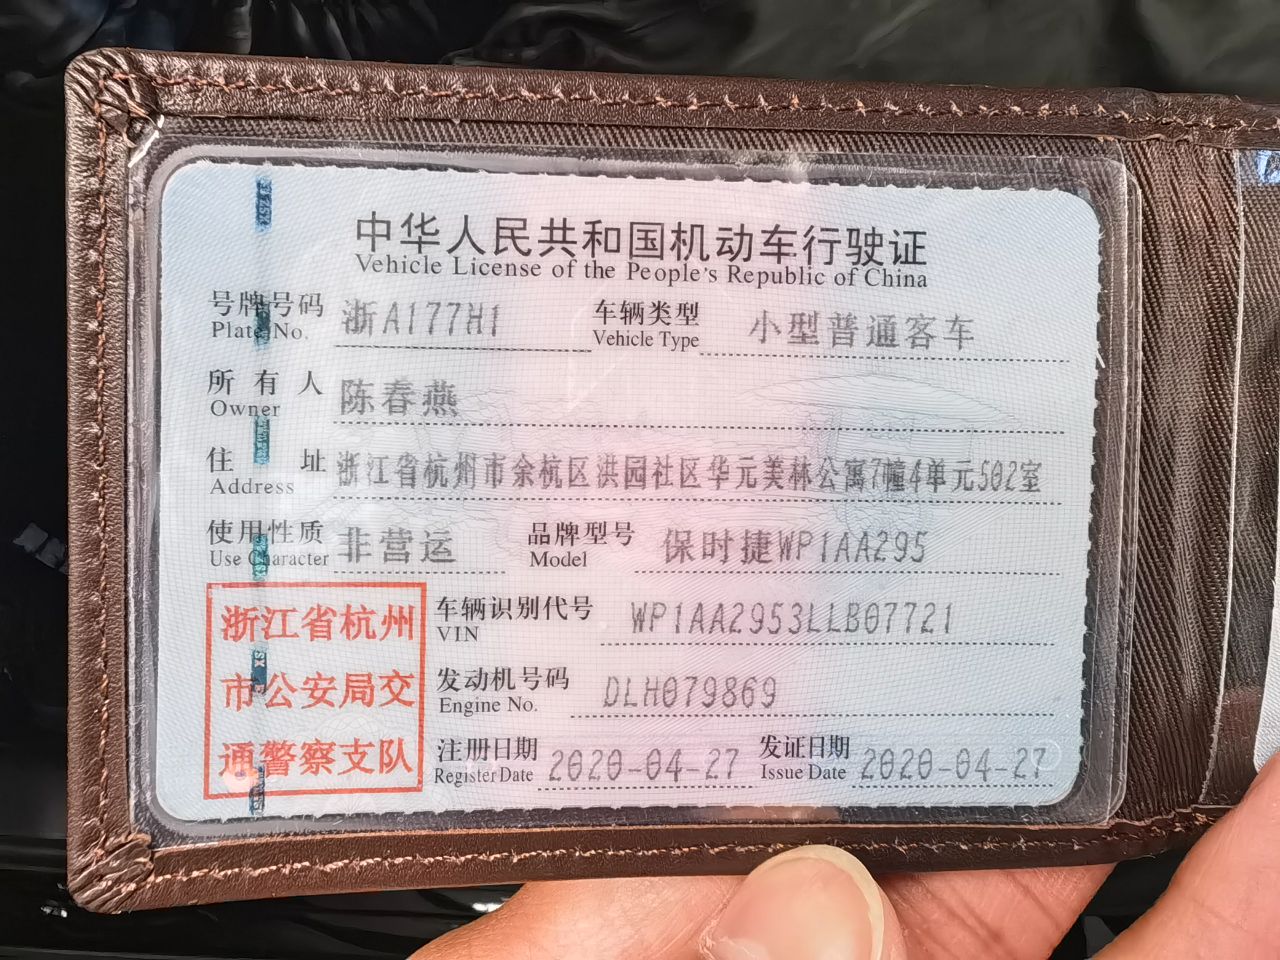 中华人民共和国机动车行驶证
Vehicle License of the People's Republic of China
号牌号码 浙A177H1 车辆类型 小型普通客车
Plate No. Vehicle Type
所有人 陈春燕
Owner
住址 浙江省杭州市余杭区洪园社区华元美林公寓7幢4单元502室
Address
使用性质 非营运 品牌型号 保时捷WP1AA295
Use Character Model
浙江省杭州
市公安局交
通警察支队
车辆识别代号 WP1AA2953LLB07721
VIN
发动机号码 DLH079869
Engine No.
注册日期 2020-04-27 发证日期 2020-04-27
Register Date Issue Date